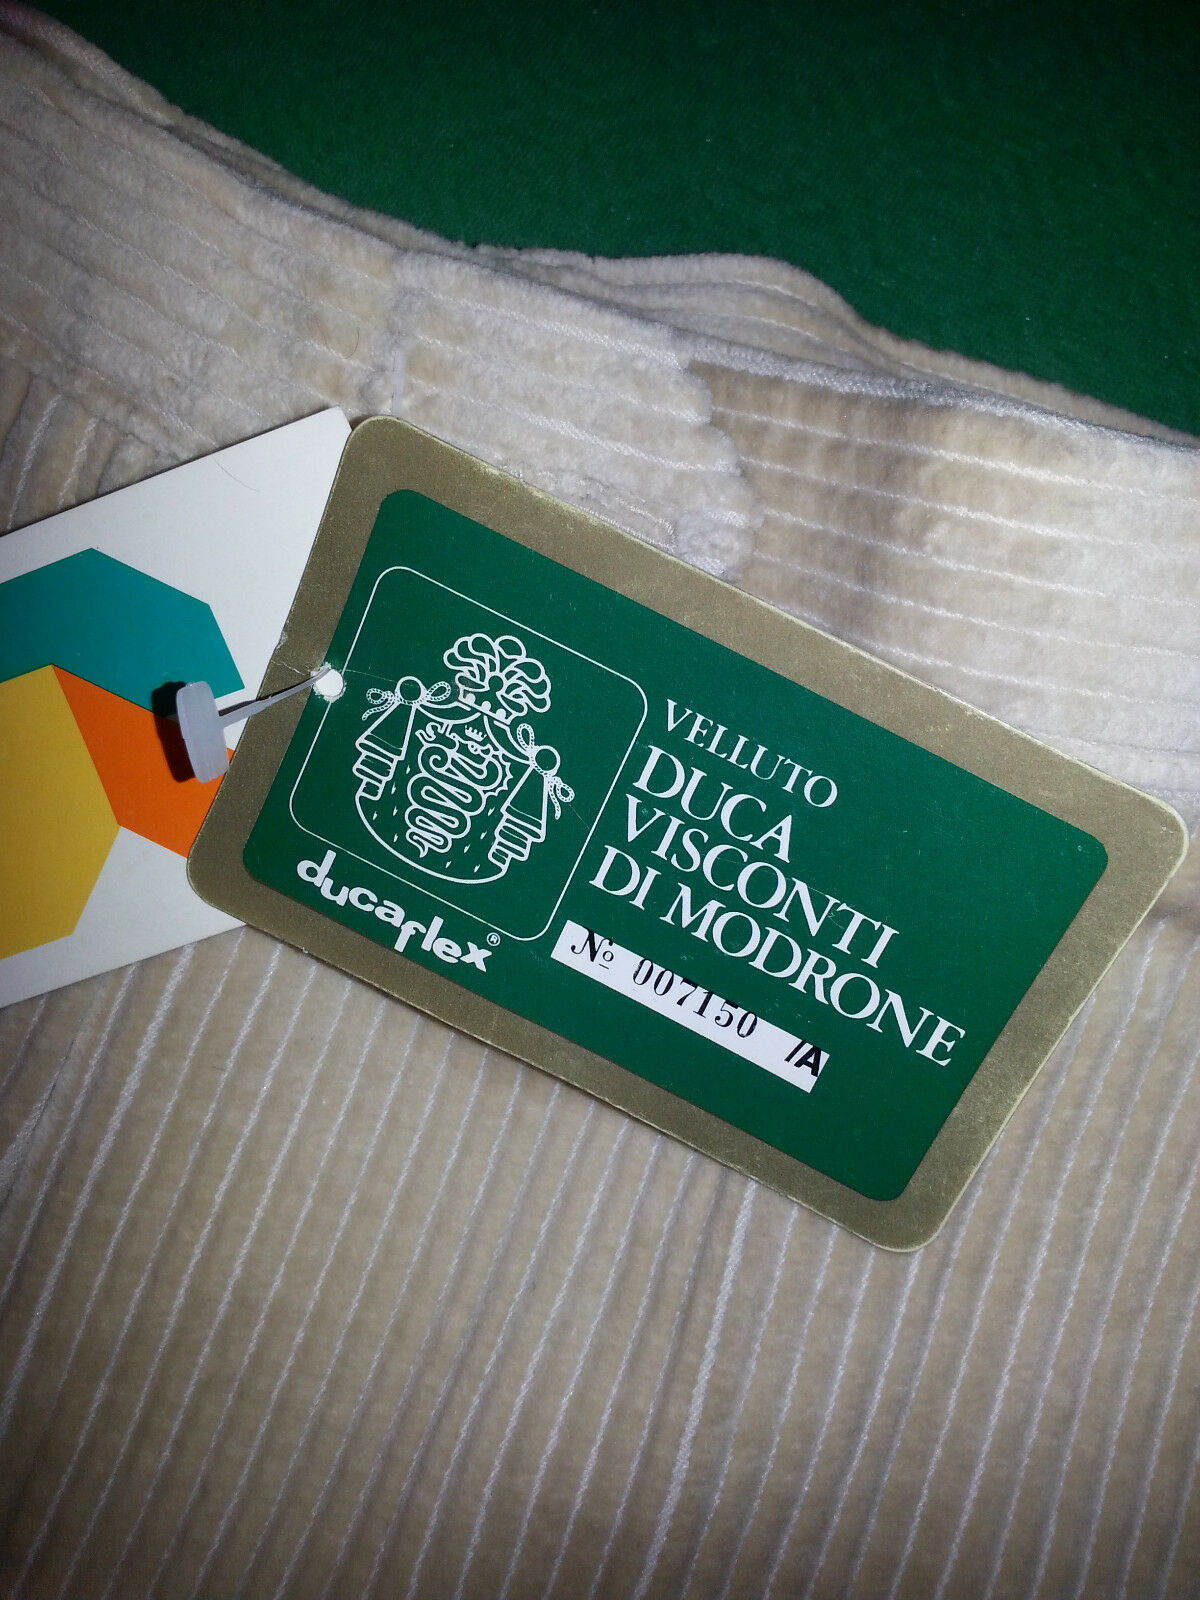 VELLUTO
DUCA
VISCONTI
DI MODRONE
ducaflex®
Nº 007150 /A